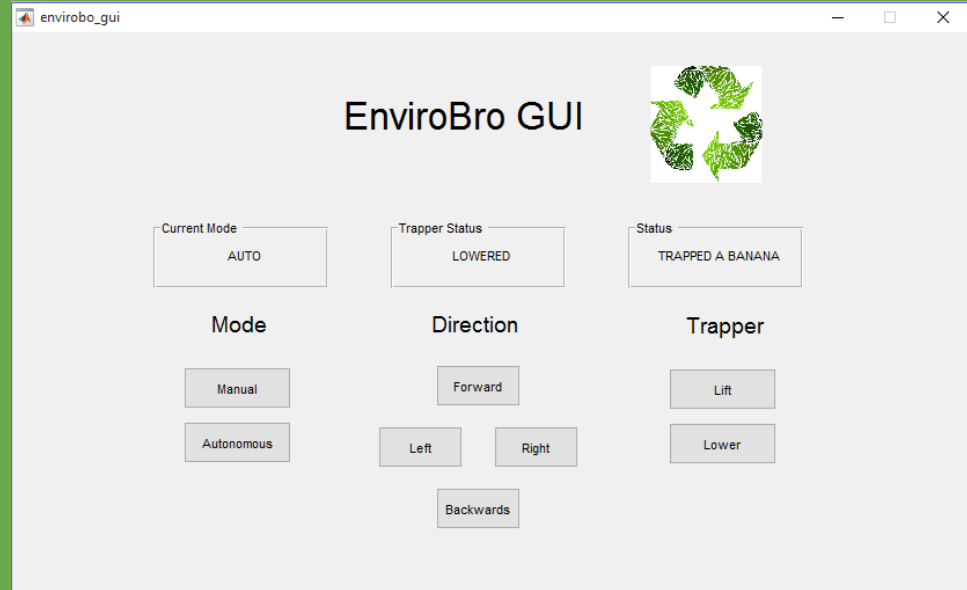 envirobo_gui
EnviroBro GUI
Current Mode
AUTO
Trapper Status
LOWERED
Status
TRAPPED A BANANA
Mode
Manual
Autonomous
Direction
Forward
Left
Right
Backwards
Trapper
Lift
Lower